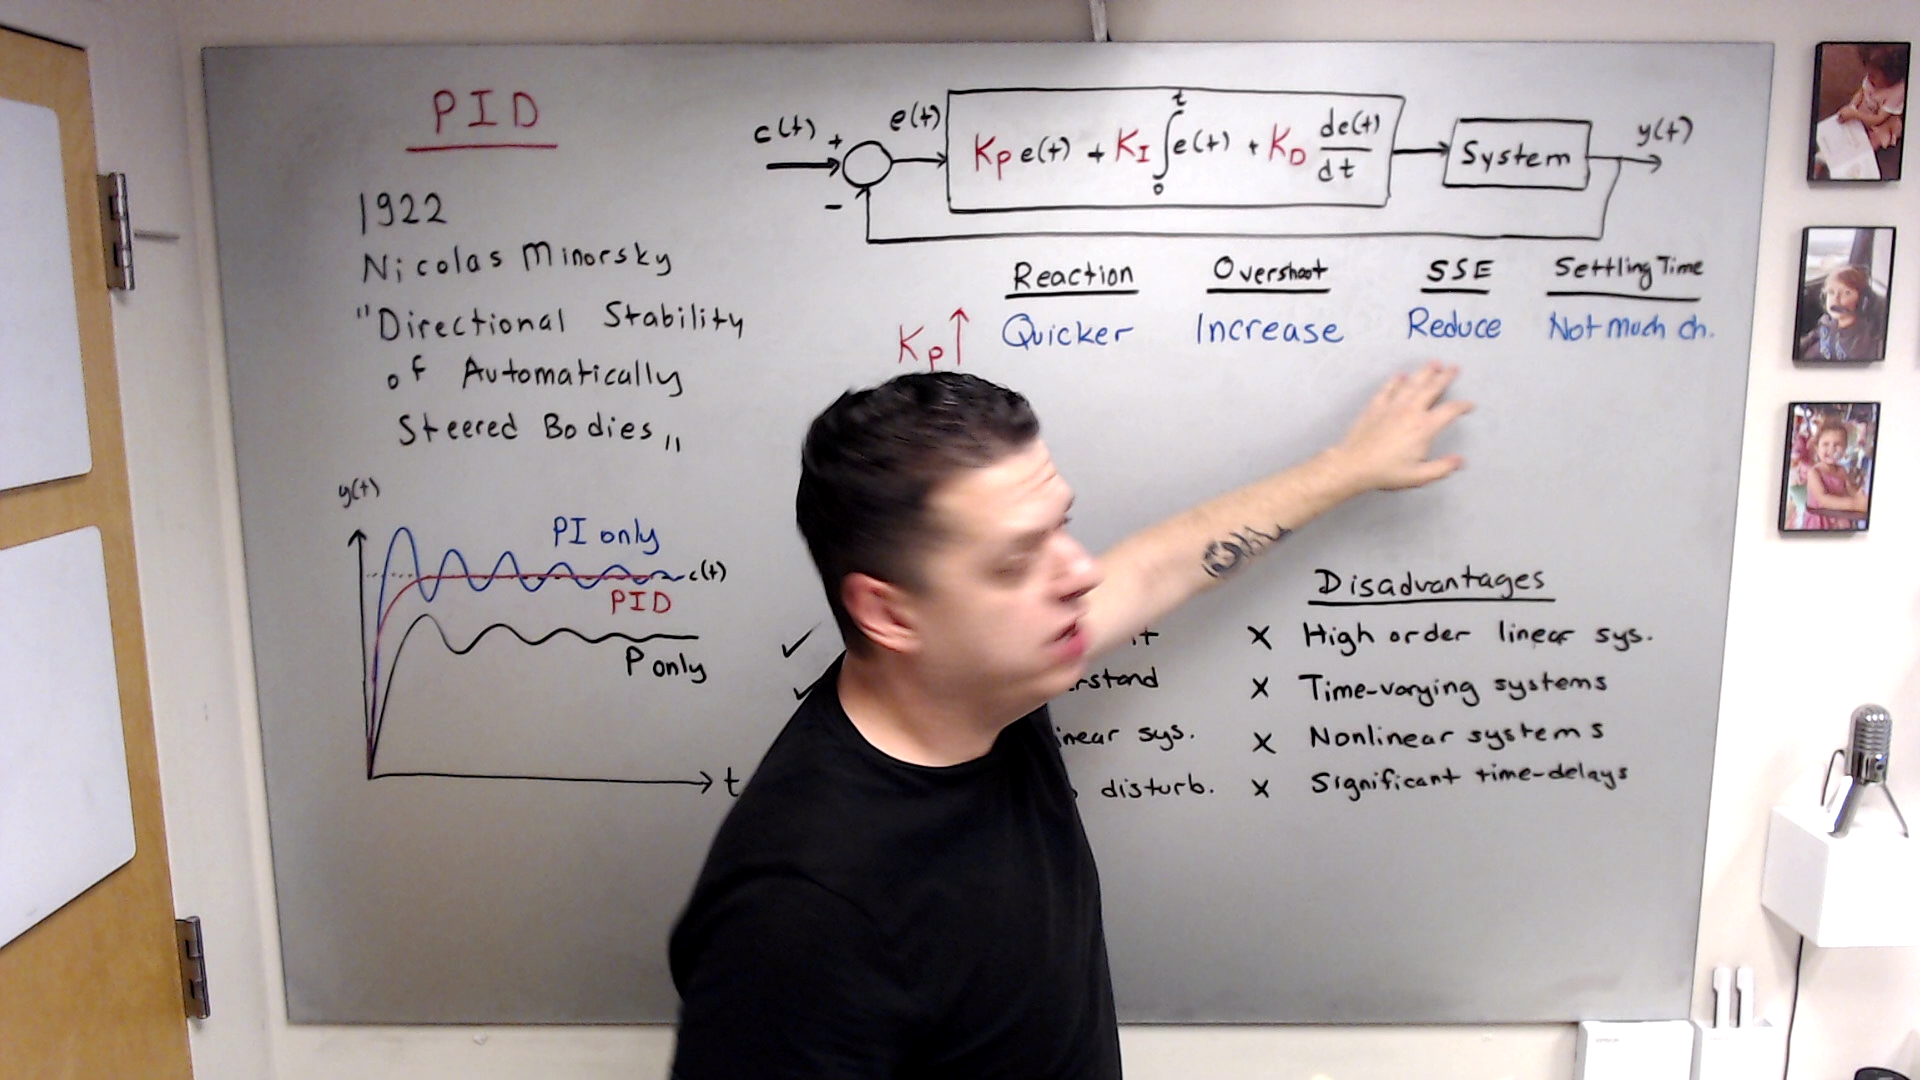 PID
1922
Nicolas Minorsky
"Directional Stability
of Automatically
Steered Bodies"
c(t) + e(t) Kp e(t) + KI ∫ 0 t e(t) + KD de(t)/dt System y(t)
-
Reaction Overshoot SSE Settling Time
Kp↑ Quicker Increase Reduce Not much ch.
y(t)
PI only
c(t)
PID
P only
t
Disadvantages
✓ X High order linear sys.
✓ X Time-varying systems
sys. X Nonlinear systems
disturb. X Significant time-delays